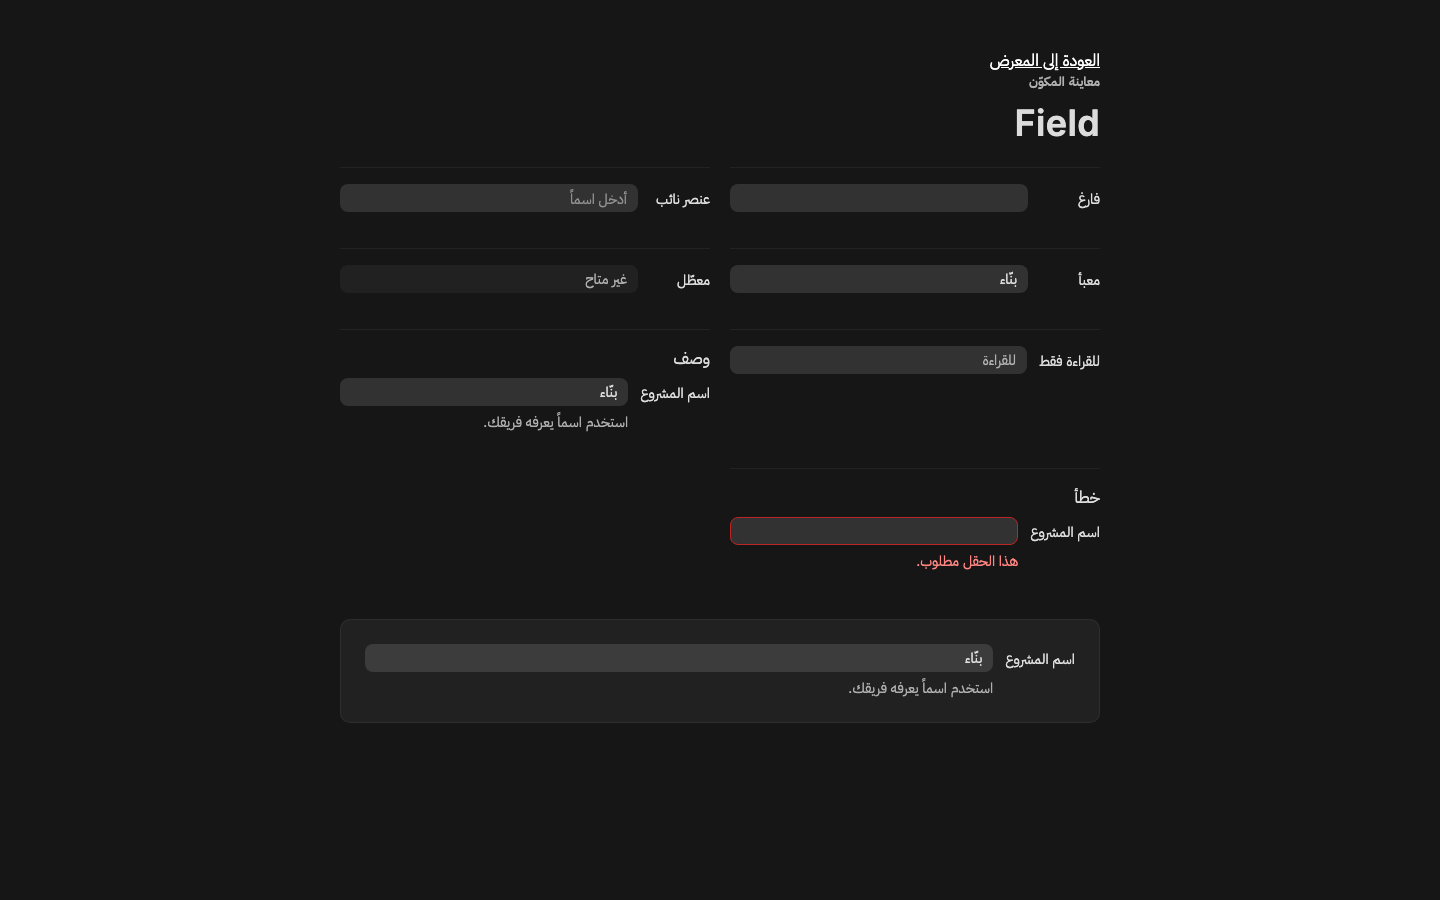 العودة إلى المعرض
معاينة المكوّن
Field
فارغ
عنصر نائب
أدخل اسماً
معبأ
بنّاء
معطّل
غير متاح
للقراءة فقط
للقراءة
وصف
اسم المشروع
بنّاء
استخدم اسماً يعرفه فريقك.
خطأ
اسم المشروع
هذا الحقل مطلوب.
اسم المشروع
بنّاء
استخدم اسماً يعرفه فريقك.